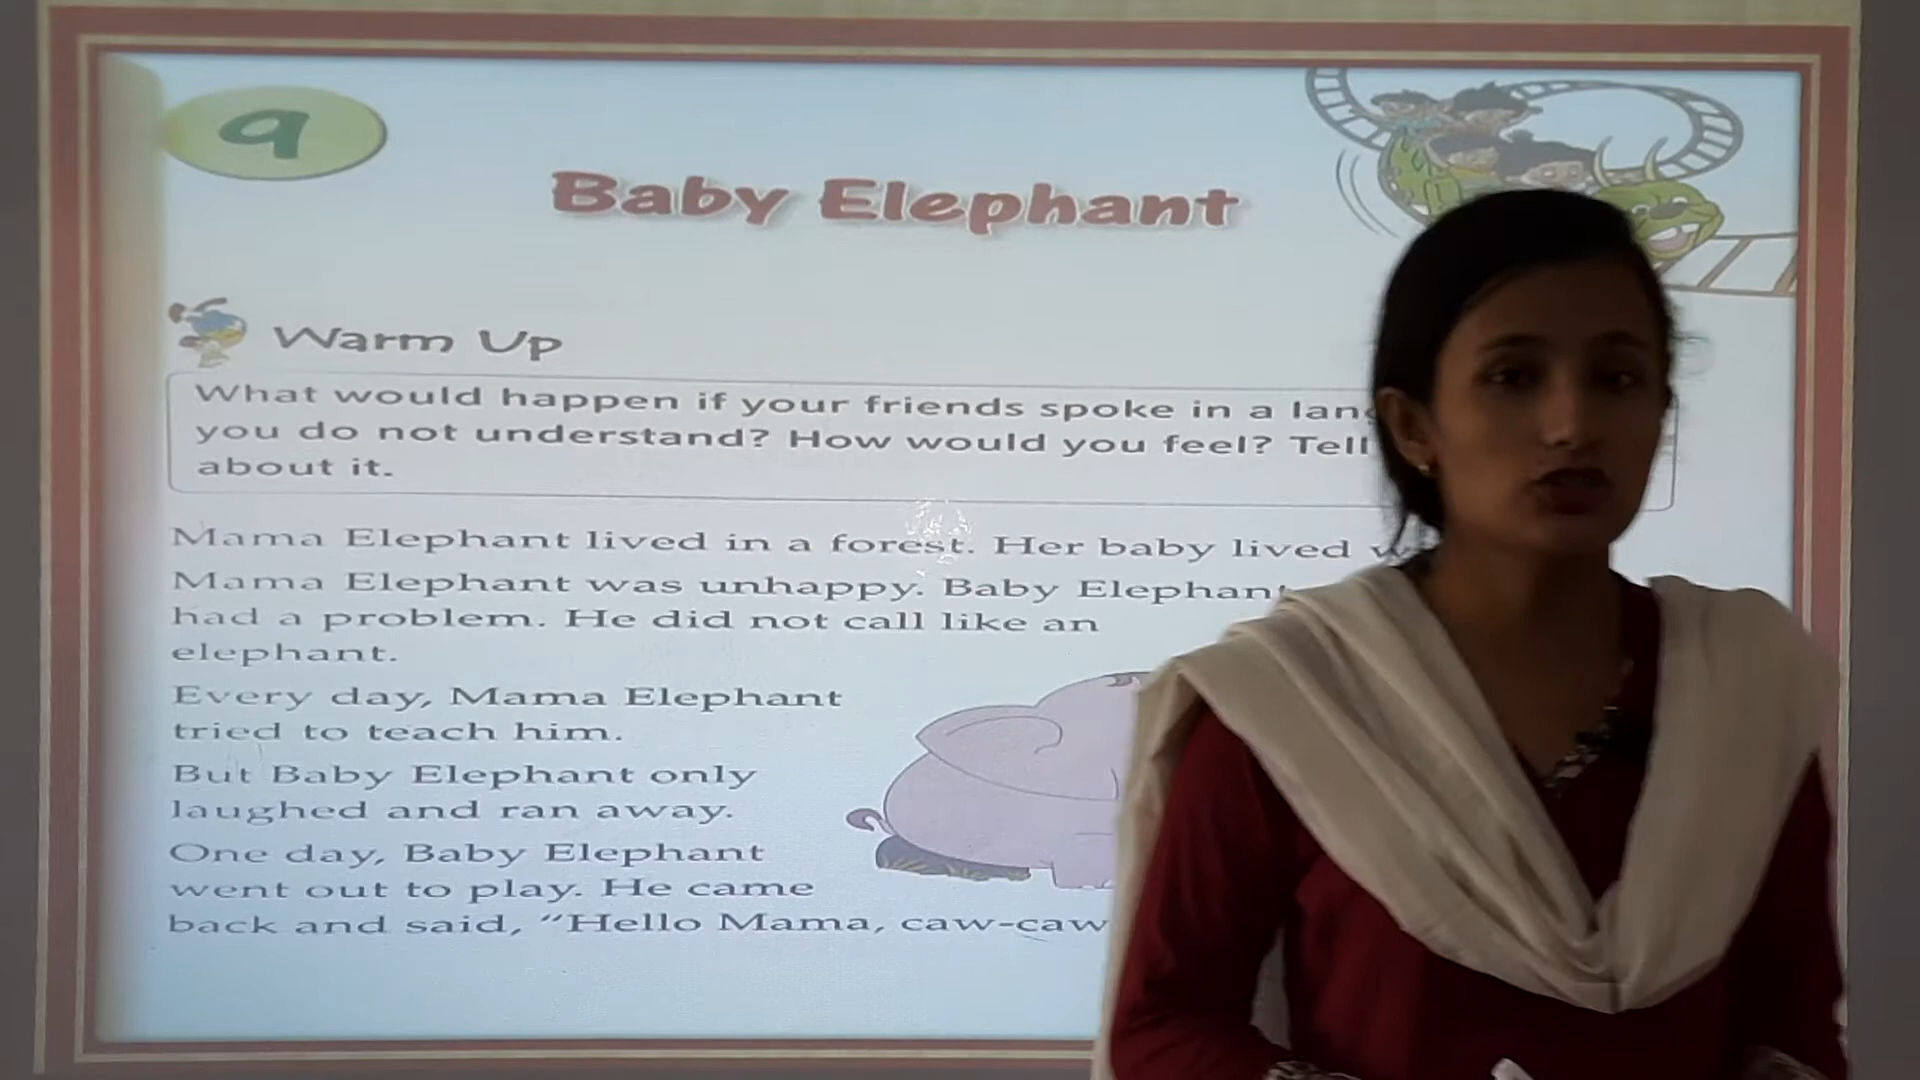 9
Baby Elephant
Warm Up
What would happen if your friends spoke in a
you do not understand? How would you feel? Tell
about it.
Mama Elephant lived in a forest. Her baby lived
Mama Elephant was unhappy. Baby Elephant
had a problem. He did not call like an
elephant.
Every day, Mama Elephant
tried to teach him.
But Baby Elephant only
laughed and ran away.
One day, Baby Elephant
went out to play. He came
back and said, “Hello Mama, caw-caw